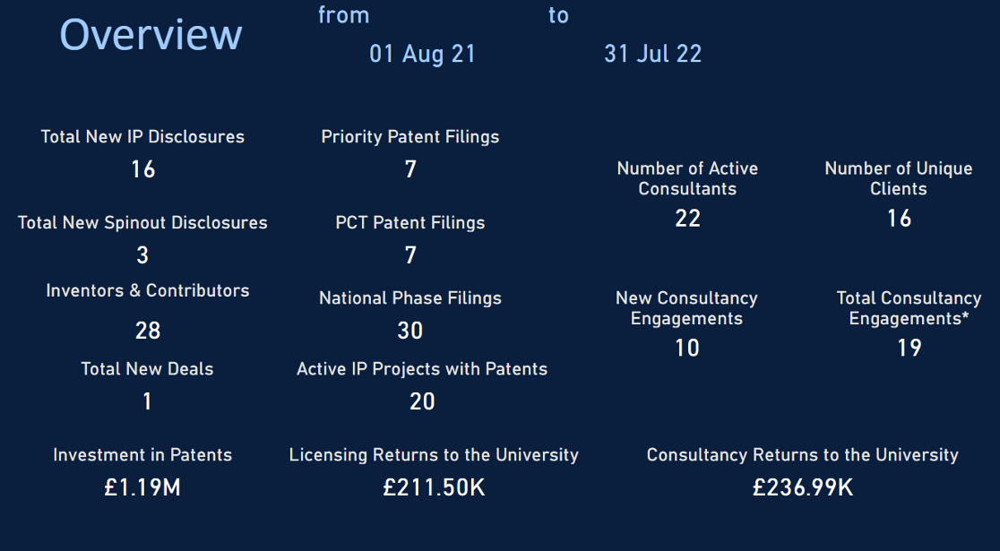 Overview
from
to
01 Aug 21
31 Jul 22
Total New IP Disclosures
16
Priority Patent Filings
7
Number of Active
Consultants
22
Number of Unique
Clients
16
Total New Spinout Disclosures
3
PCT Patent Filings
7
Inventors & Contributors
28
National Phase Filings
30
New Consultancy
Engagements
10
Total Consultancy
Engagements*
19
Total New Deals
1
Active IP Projects with Patents
20
Investment in Patents
£1.19M
Licensing Returns to the University
£211.50K
Consultancy Returns to the University
£236.99K